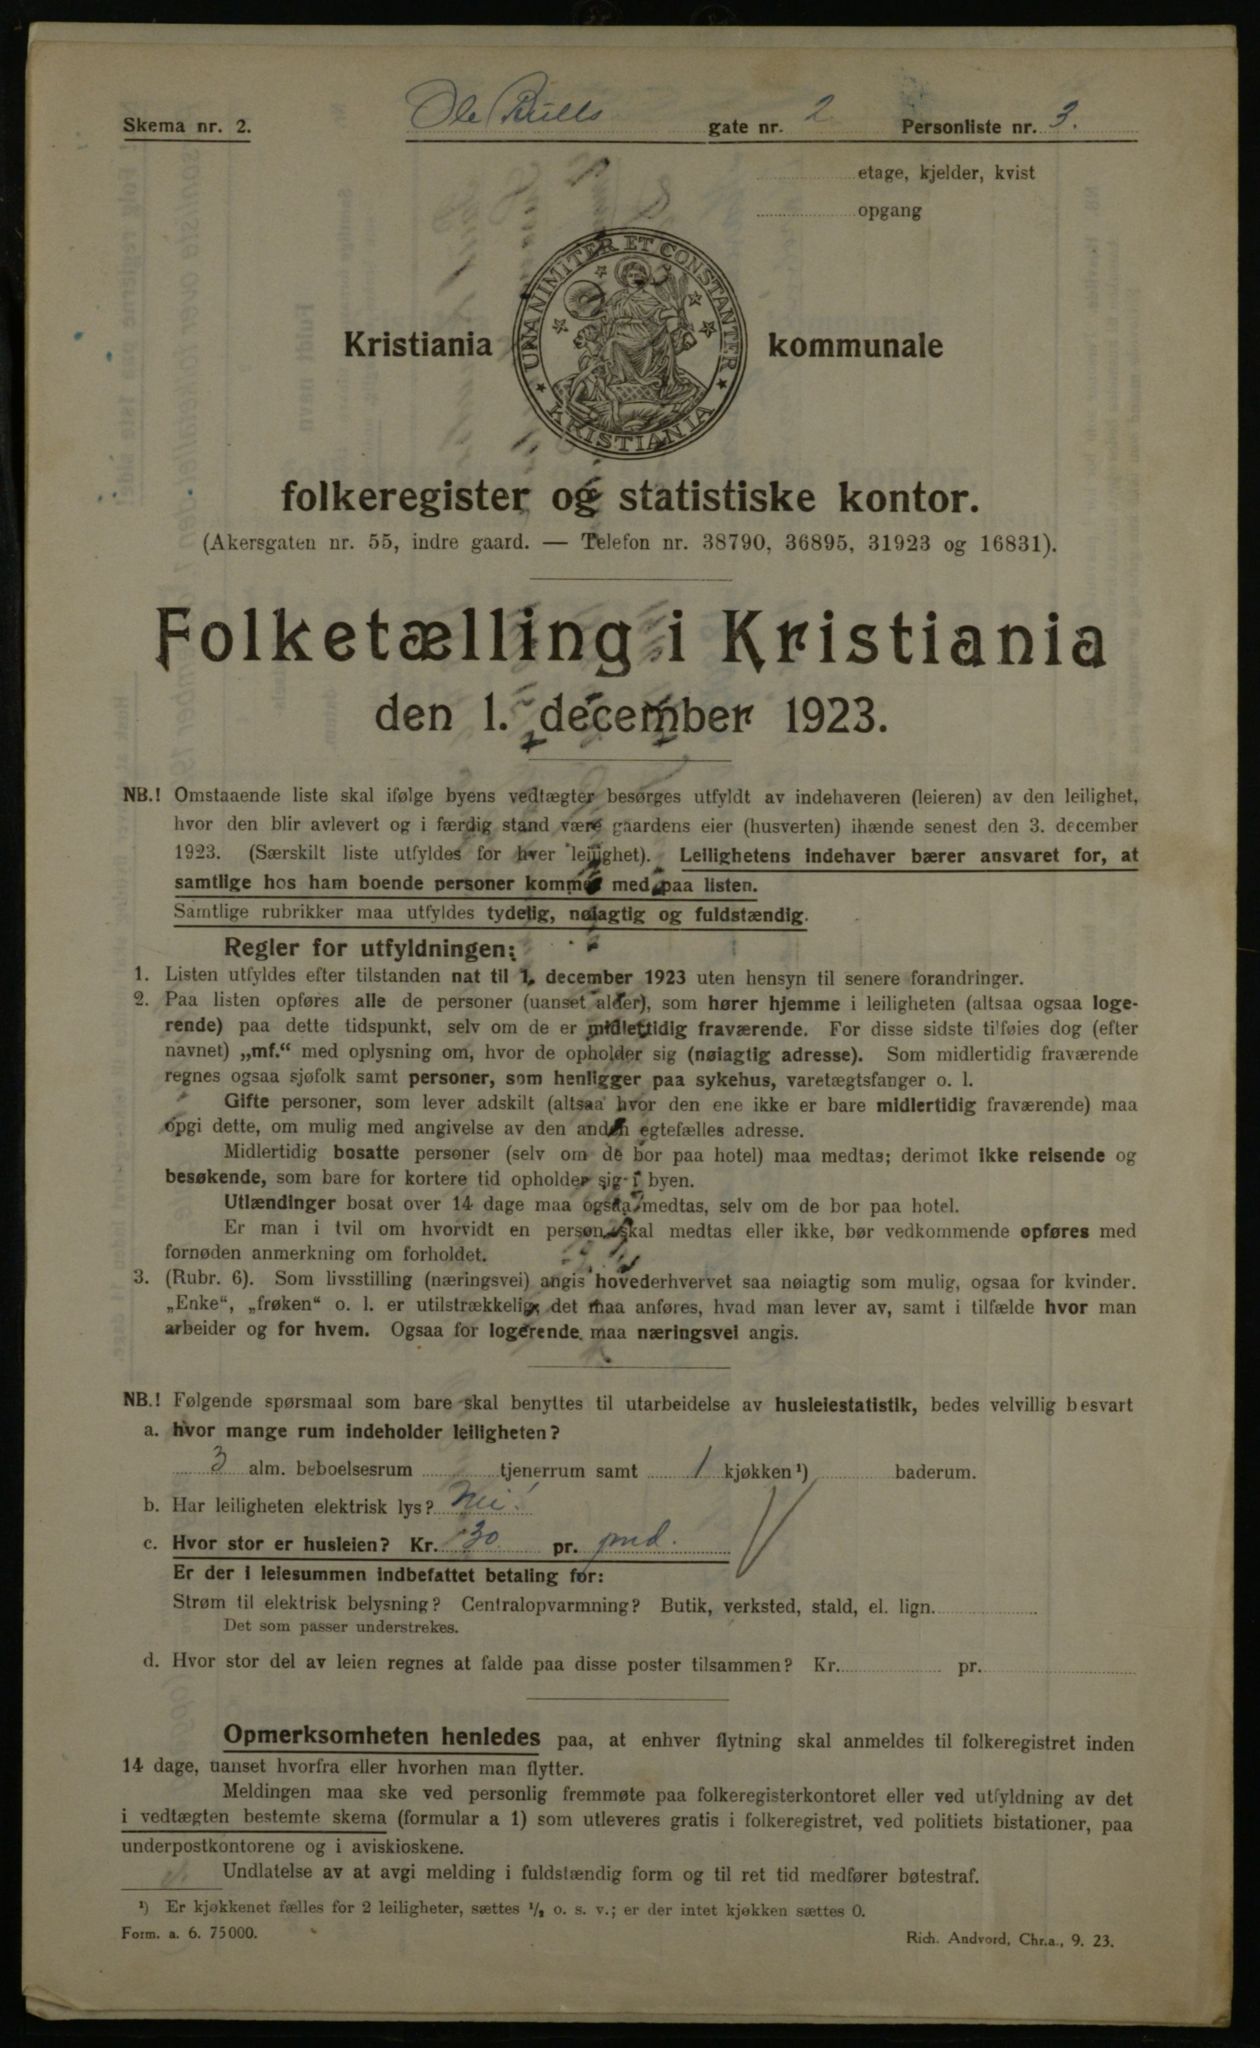 Skema nr. 2.
Ole Bulls gate nr. 2 Personliste nr. 3.
etage, kjelder, kvist
opgang
UNANIMITER ET CONSTANTER
KRISTIANIA
Kristiania kommunale
folkeregister og statistiske kontor.
(Akersgaten nr. 55, indre gaard. — Telefon nr. 38790, 36895, 31923 og 16831).
Folketælling i Kristiania
den 1. december 1923.
NB.! Omstaaende liste skal ifølge byens vedtægter besørges utfyldt av indehaveren (leieren) av den leilighet,
hvor den blir avlevert og i færdig stand være gaardens eier (husverten) ihænde senest den 3. december
1923. (Særskilt liste utfyldes for hver leilighet). Leilighetens indehaver bærer ansvaret for, at
samtlige hos ham boende personer kommer med paa listen.
Samtlige rubrikker maa utfyldes tydelig, nøiagtig og fuldstændig.
Regler for utfyldningen:
1. Listen utfyldes efter tilstanden nat til 1. december 1923 uten hensyn til senere forandringer.
2. Paa listen opføres alle de personer (uanset alder), som hører hjemme i leiligheten (altsaa ogsaa loge-
rende) paa dette tidspunkt, selv om de er midlertidig fraværende. For disse sidste tilføies dog (efter
navnet) „mf.“ med oplysning om, hvor de opholder sig (nøiagtig adresse). Som midlertidig fraværende
regnes ogsaa sjøfolk samt personer, som henligger paa sykehus, varetægtsfanger o. l.
Gifte personer, som lever adskilt (altsaa hvor den ene ikke er bare midlertidig fraværende) maa
opgi dette, om mulig med angivelse av den anden egtefælles adresse.
Midlertidig bosatte personer (selv om de bor paa hotel) maa medtas; derimot ikke reisende og
besøkende, som bare for kortere tid opholder sig i byen.
Utlændinger bosat over 14 dage maa ogsaa medtas, selv om de bor paa hotel.
Er man i tvil om hvorvidt en person skal medtas eller ikke, bør vedkommende opføres med
fornøden anmerkning om forholdet.
3. (Rubr. 6). Som livsstilling (næringsvei) angis hovederhvervet saa nøiagtig som mulig, ogsaa for kvinder.
„Enke“, „frøken“ o. l. er utilstrækkelig, det maa anføres, hvad man lever av, samt i tilfælde hvor man
arbeider og for hvem. Ogsaa for logerende maa næringsvei angis.
NB.! Følgende spørsmaal som bare skal benyttes til utarbeidelse av husleiestatistik, bedes velvillig besvart
a. hvor mange rum indeholder leiligheten?
3 alm. beboelsesrum tjenerrum samt 1 kjøkken ¹) baderum.
b. Har leiligheten elektrisk lys? Nei!
c. Hvor stor er husleien? Kr. 30 pr. md.
Er der i leiesummen indbefattet betaling for:
Strøm til elektrisk belysning? Centralopvarmning? Butik, verksted, stald, el. lign.
Det som passer understrekes.
d. Hvor stor del av leien regnes at falde paa disse poster tilsammen? Kr. pr.
Opmerksomheten henledes paa, at enhver flytning skal anmeldes til folkeregistret inden
14 dage, uanset hvorfra eller hvorhen man flytter.
Meldingen maa ske ved personlig fremmøte paa folkeregisterkontoret eller ved utfyldning av det
i vedtægten bestemte skema (formular a 1) som utleveres gratis i folkeregistret, ved politiets bistationer, paa
underpostkontorene og i aviskioskene.
Undlatelse av at avgi melding i fuldstændig form og til ret tid medfører bøtestraf.
¹) Er kjøkkenet fælles for 2 leiligheter, sættes ½ o. s. v.; er der intet kjøkken sættes 0.
Form. a. 6. 75000. Rich. Andvord, Chr.a., 9. 23.